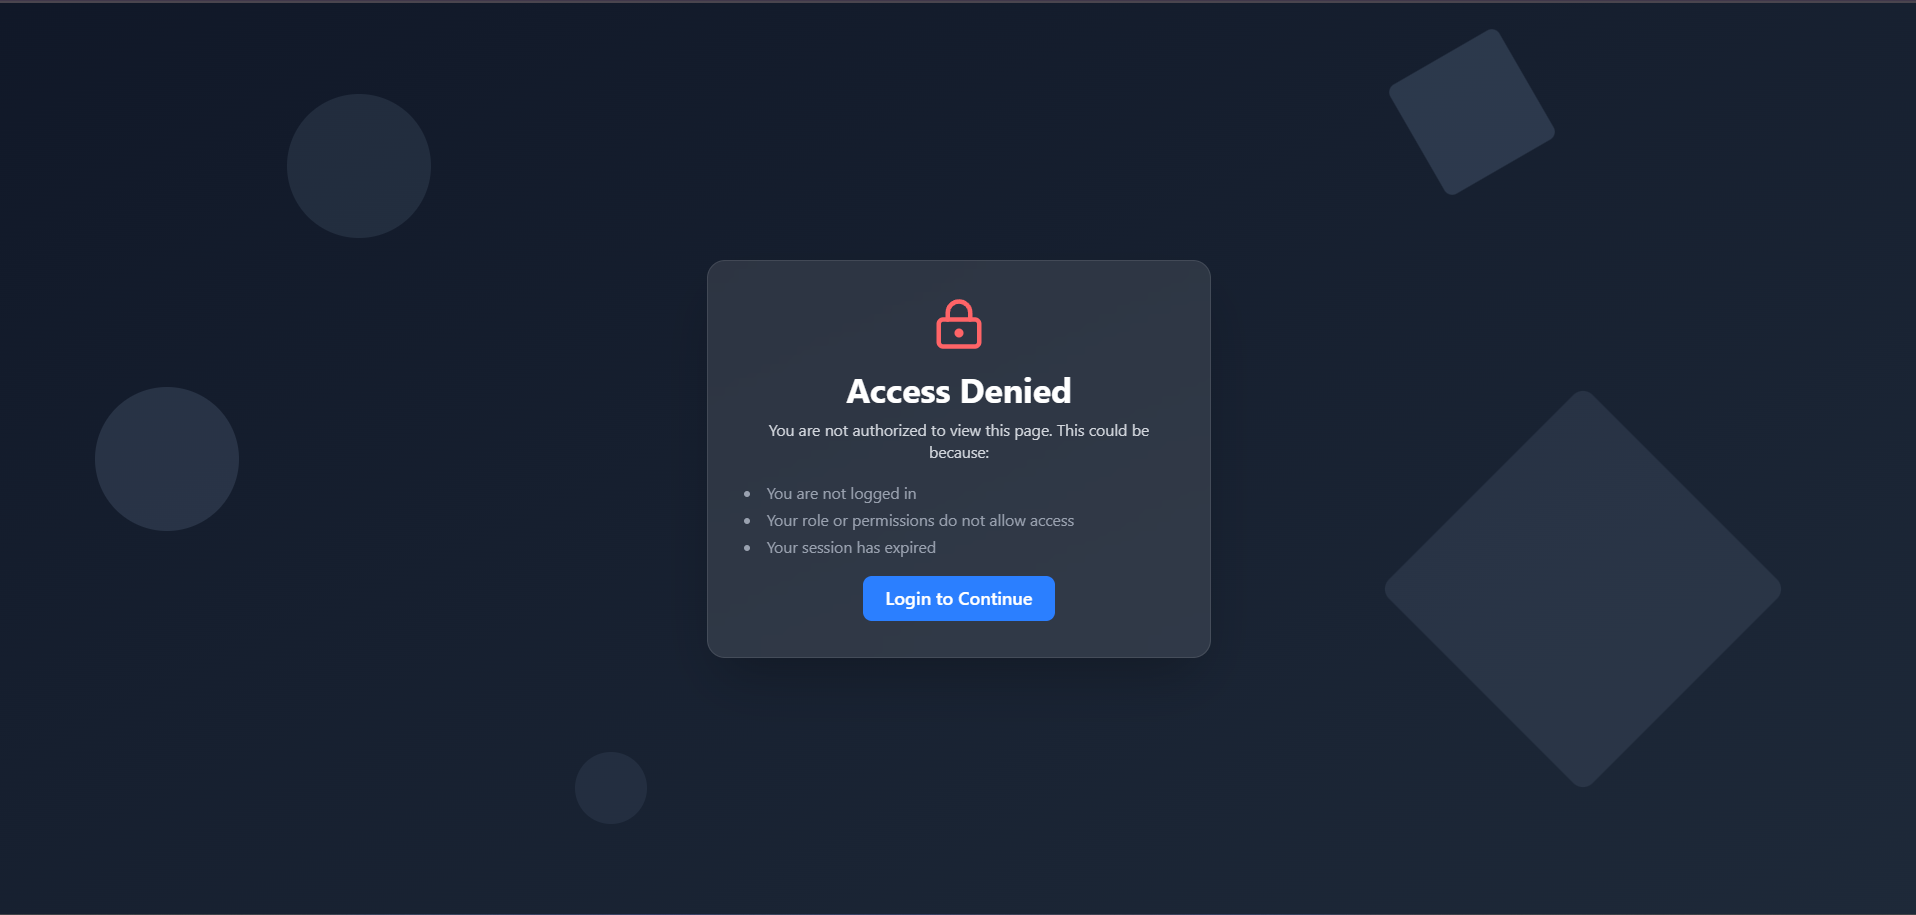 Access Denied
You are not authorized to view this page. This could be
because:
You are not logged in
Your role or permissions do not allow access
Your session has expired
Login to Continue